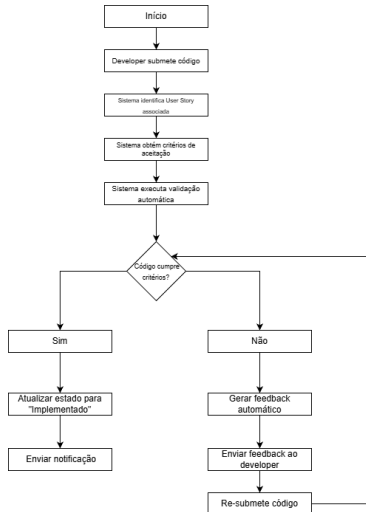 Início
Developer submete código
Sistema identifica User Story
associada
Sistema obtém critérios de
aceitação
Sistema executa validação
automática
Código cumpre
critérios?
Sim
Não
Atualizar estado para
"Implementado"
Gerar feedback
automático
Enviar notificação
Enviar feedback ao
developer
Re-submete código